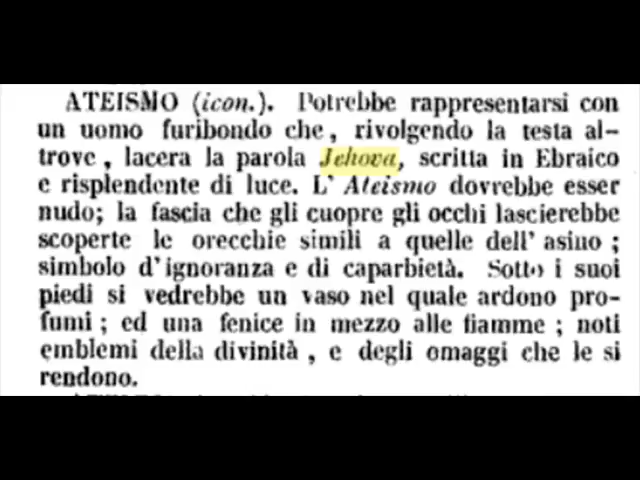 ATEISMO (icon.). Potrebbe rappresentarsi con
un uomo furibondo che, rivolgendo la testa al-
trove, lacera la parola Jehova, scritta in Ebraico
e risplendente di luce. L' Ateismo dovrebbe esser
nudo; la fascia che gli cuopre gli occhi lascierebbe
scoperte le orecchie simili a quelle dell' asino;
simbolo d' ignoranza e di caparbietà. Sotto i suoi
piedi si vedrebbe un vaso nel quale ardono pro-
fumi; ed una fenice in mezzo alle fiamme; noti
emblemi della divinità, e degli omaggi che le si
rendono.